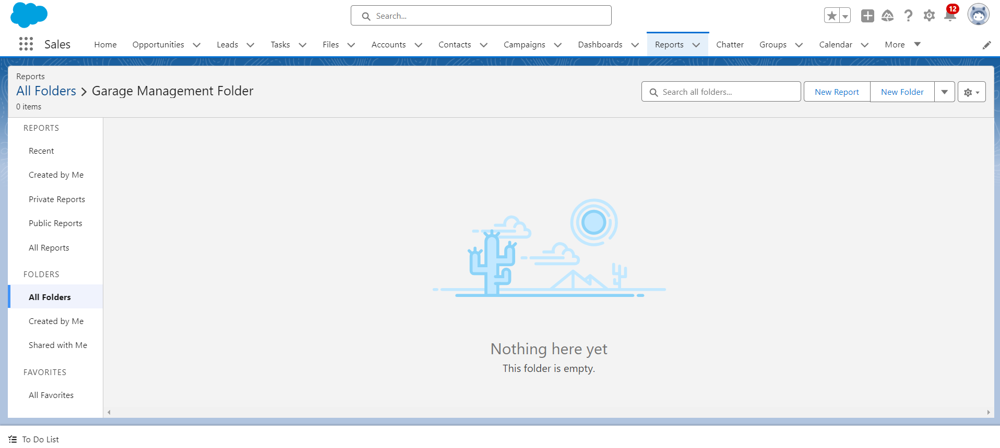 Search...
12
Sales
Home
Opportunities
Leads
Tasks
Files
Accounts
Contacts
Campaigns
Dashboards
Reports
Chatter
Groups
Calendar
More
Reports
All Folders > Garage Management Folder
0 items
Search all folders...
New Report
New Folder
REPORTS
Recent
Created by Me
Private Reports
Public Reports
All Reports
FOLDERS
All Folders
Created by Me
Shared with Me
FAVORITES
All Favorites
Nothing here yet
This folder is empty.
To Do List